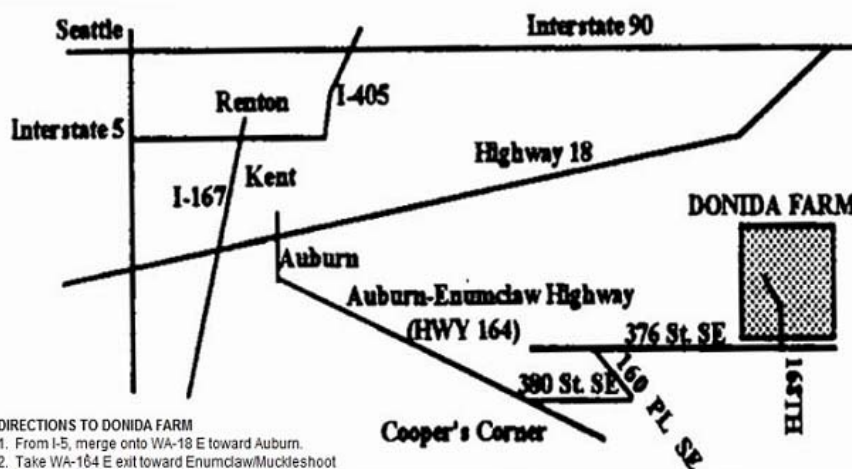 Seattle
Interstate 90
I-405
Renton
Interstate 5
Highway 18
Kent
I-167
DONIDA FARM
Auburn
Auburn-Enumclaw Highway
(HWY 164)
376 St. SE
160 PL SE
168TH
380 St. SE
Cooper's Corner
DIRECTIONS TO DONIDA FARM
1. From I-5, merge onto WA-18 E toward Auburn.
2. Take WA-164 E exit toward Enumclaw/Muckleshoot